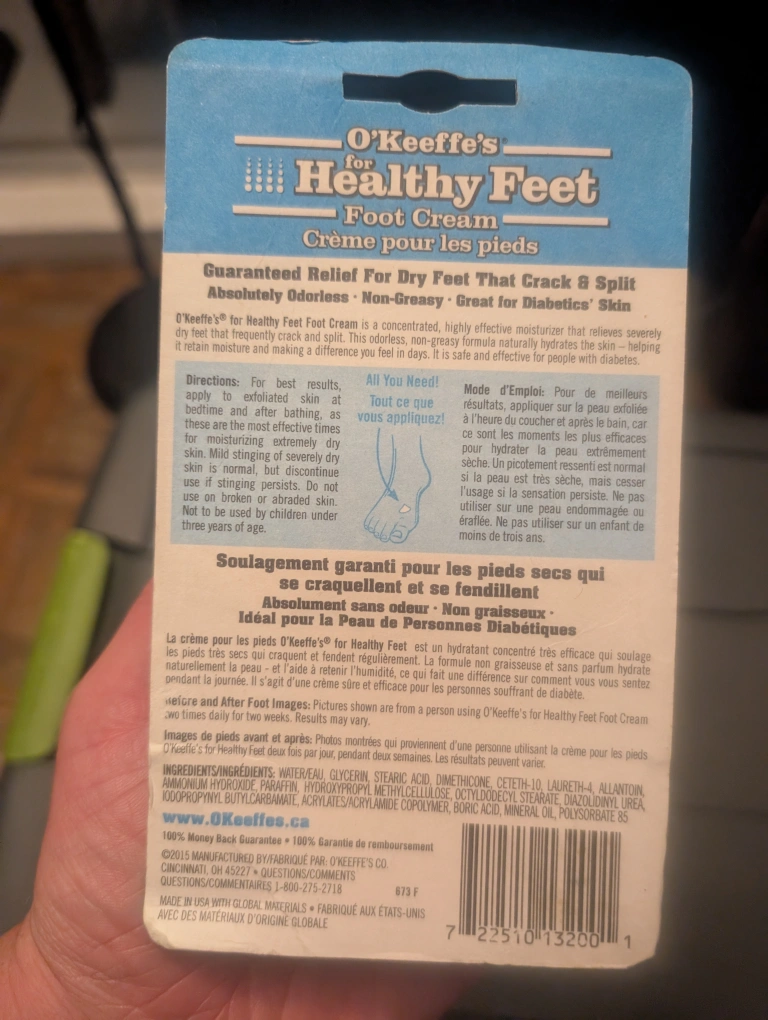 O'Keeffe's®
for
Healthy Feet
Foot Cream
Crème pour les pieds
Guaranteed Relief For Dry Feet That Crack & Split
Absolutely Odorless · Non-Greasy · Great for Diabetics' Skin
O'Keeffe's® for Healthy Feet Foot Cream is a concentrated, highly effective moisturizer that relieves severely
dry feet that frequently crack and split. This odorless, non-greasy formula naturally hydrates the skin – helping
it retain moisture and making a difference you feel in days. It is safe and effective for people with diabetes.
Directions: For best results,
apply to exfoliated skin at
bedtime and after bathing, as
these are the most effective times
for moisturizing extremely dry
skin. Mild stinging of severely dry
skin is normal, but discontinue
use if stinging persists. Do not
use on broken or abraded skin.
Not to be used by children under
three years of age.
All You Need!
Tout ce que
vous appliquez!
Mode d'Emploi: Pour de meilleurs
résultats, appliquer sur la peau exfoliée
à l'heure du coucher et après le bain, car
ce sont les moments les plus efficaces
pour hydrater la peau extrêmement
sèche. Un picotement ressenti est normal
si la peau est très sèche, mais cesser
l'usage si la sensation persiste. Ne pas
utiliser sur une peau endommagée ou
éraflée. Ne pas utiliser sur un enfant de
moins de trois ans.
Soulagement garanti pour les pieds secs qui
se craquellent et se fendillent
Absolument sans odeur · Non graisseux ·
Idéal pour la Peau de Personnes Diabétiques
La crème pour les pieds O'Keeffe's® for Healthy Feet est un hydratant concentré très efficace qui soulage
les pieds très secs qui craquent et fendent régulièrement. La formule non graisseuse et sans parfum hydrate
naturellement la peau - et l'aide à retenir l'humidité, ce qui fait une différence sur comment vous vous sentez
pendant la journée. Il s'agit d'une crème sûre et efficace pour les personnes souffrant de diabète.
Before and After Foot Images: Pictures shown are from a person using O'Keeffe's for Healthy Feet Foot Cream
two times daily for two weeks. Results may vary.
Images de pieds avant et après: Photos montrées qui proviennent d'une personne utilisant la crème pour les pieds
O'Keeffe's for Healthy Feet deux fois par jour, pendant deux semaines. Les résultats peuvent varier.
INGREDIENTS/INGRÉDIENTS: WATER/EAU, GLYCERIN, STEARIC ACID, DIMETHICONE, CETETH-10, LAURETH-4, ALLANTOIN,
AMMONIUM HYDROXIDE, PARAFFIN, HYDROXYPROPYL METHYLCELLULOSE, OCTYLDODECYL STEARATE, DIAZOLIDINYL UREA,
IODOPROPYNYL BUTYLCARBAMATE, ACRYLATES/ACRYLAMIDE COPOLYMER, BORIC ACID, MINERAL OIL, POLYSORBATE 85
www.OKeeffes.ca
100% Money Back Guarantee • 100% Garantie de remboursement
©2015 MANUFACTURED BY/FABRIQUÉ PAR: O'KEEFFE'S CO.
CINCINNATI, OH 45227 • QUESTIONS/COMMENTS
QUESTIONS/COMMENTAIRES 1-800-275-2718
673 F
MADE IN USA WITH GLOBAL MATERIALS • FABRIQUÉ AUX ÉTATS-UNIS
AVEC DES MATÉRIAUX D'ORIGINE GLOBALE
7 22510 13200 1